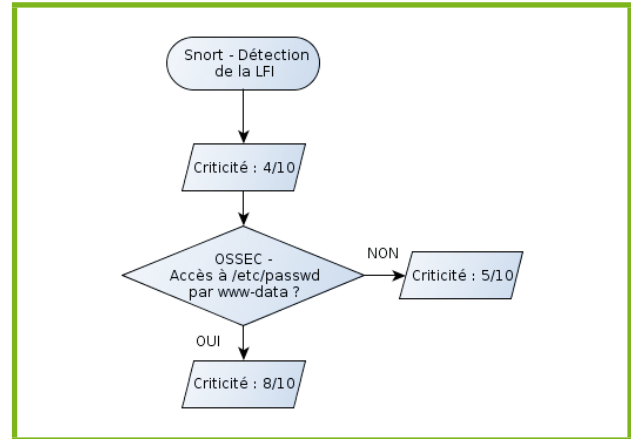 Snort - Détection
de la LFI
Criticité : 4/10
OSSEC -
Accès à /etc/passwd
par www-data ?
NON
Criticité : 5/10
OUI
Criticité : 8/10